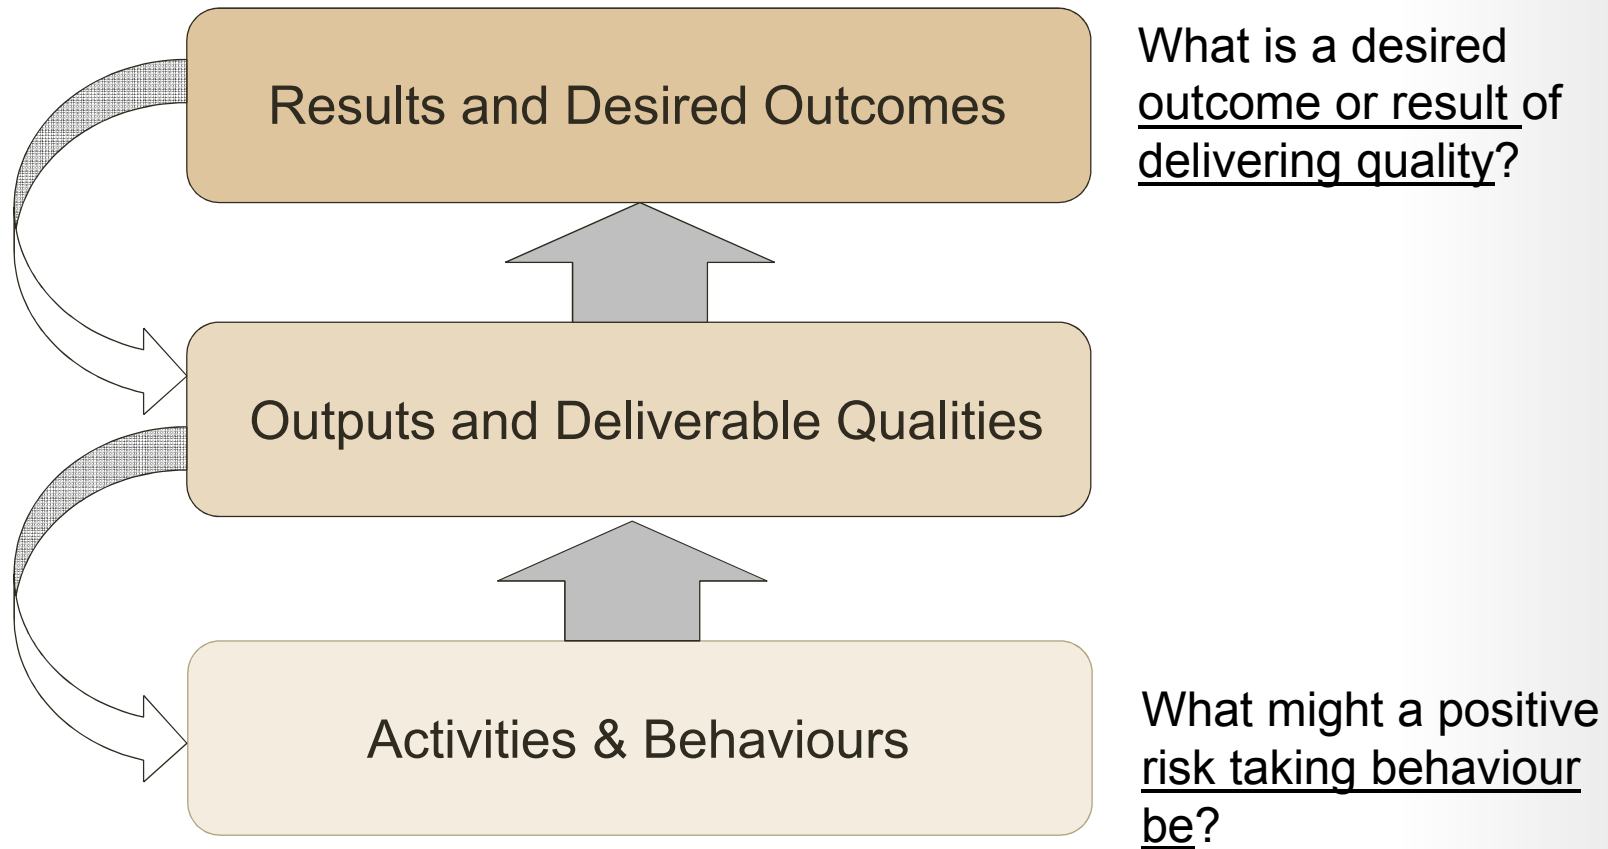 Results and Desired Outcomes
What is a desired
outcome or result of
delivering quality?
Outputs and Deliverable Qualities
Activities & Behaviours
What might a positive
risk taking behaviour
be?